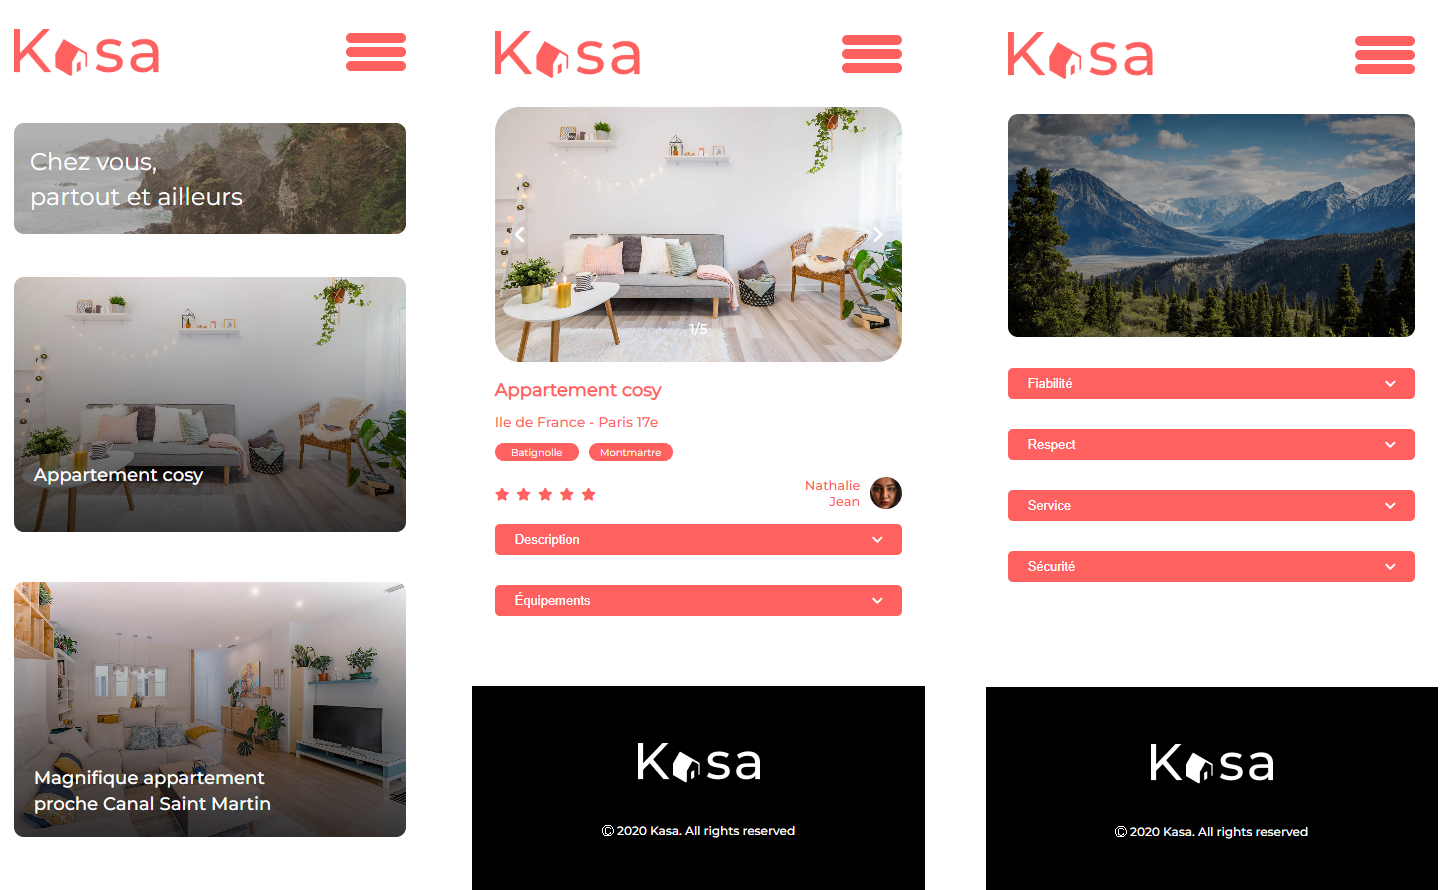 Kasa
Chez vous,
partout et ailleurs
Appartement cosy
Magnifique appartement
proche Canal Saint Martin
Kasa
1/5
Appartement cosy
Ile de France - Paris 17e
Batignolle
Montmartre
Nathalie
Jean
Description
Équipements
Kasa
© 2020 Kasa. All rights reserved
Kasa
Fiabilité
Respect
Service
Sécurité
Kasa
© 2020 Kasa. All rights reserved